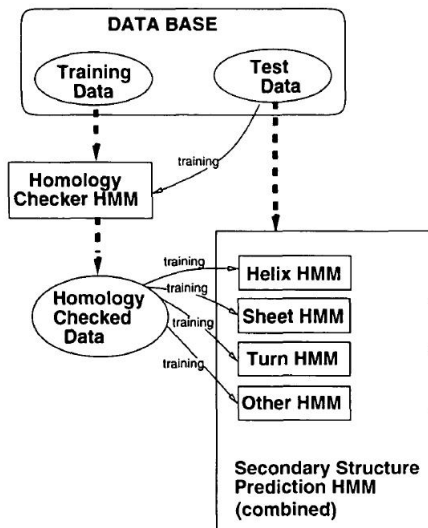 DATA BASE
Training
Data
Test
Data
training
Homology
Checker HMM
Homology
Checked
Data
training
training
training
training
Helix HMM
Sheet HMM
Turn HMM
Other HMM
Secondary Structure
Prediction HMM
(combined)